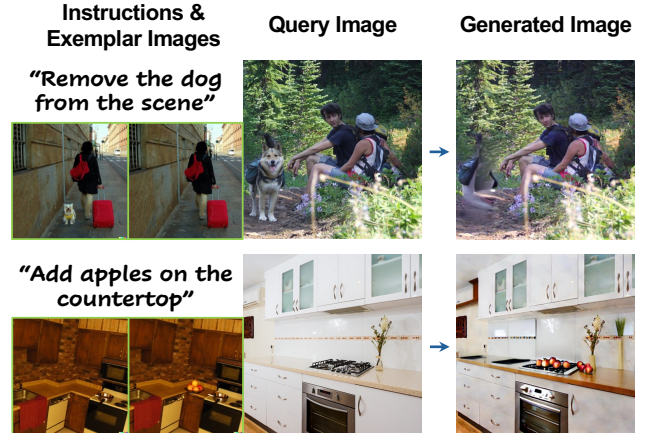 Instructions &
Exemplar Images
Query Image
Generated Image
“Remove the dog
from the scene”
“Add apples on the
countertop”